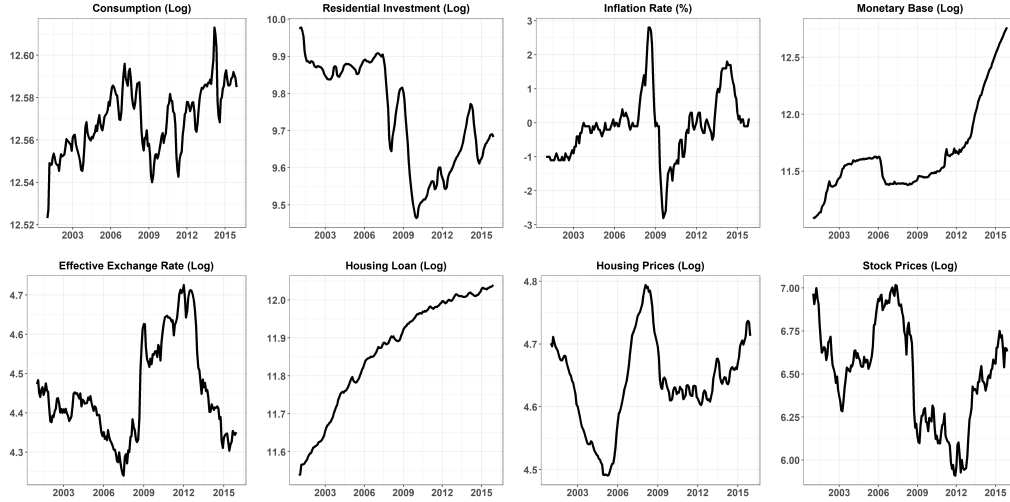 Consumption (Log)
12.60
12.58
12.56
12.54
12.52
2003 2006 2009 2012 2015
Residential Investment (Log)
10.0
9.9
9.8
9.7
9.6
9.5
2003 2006 2009 2012 2015
Inflation Rate (%)
3
2
1
0
-1
-2
-3
2003 2006 2009 2012 2015
Monetary Base (Log)
12.5
12.0
11.5
2003 2006 2009 2012 2015
Effective Exchange Rate (Log)
4.7
4.6
4.5
4.4
4.3
2003 2006 2009 2012 2015
Housing Loan (Log)
12.0
11.9
11.8
11.7
11.6
2003 2006 2009 2012 2015
Housing Prices (Log)
4.8
4.7
4.6
4.5
2003 2006 2009 2012 2015
Stock Prices (Log)
7.00
6.75
6.50
6.25
6.00
2003 2006 2009 2012 2015